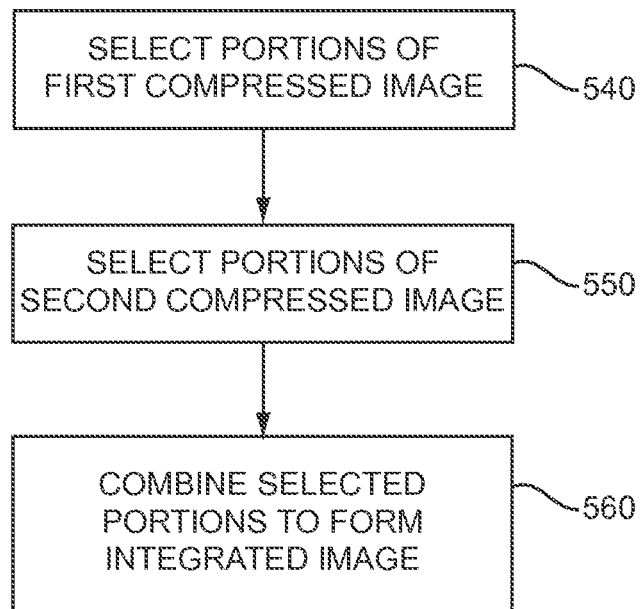 SELECT PORTIONS OF
FIRST COMPRESSED IMAGE
540
SELECT PORTIONS OF
SECOND COMPRESSED IMAGE
550
COMBINE SELECTED
PORTIONS TO FORM
INTEGRATED IMAGE
560